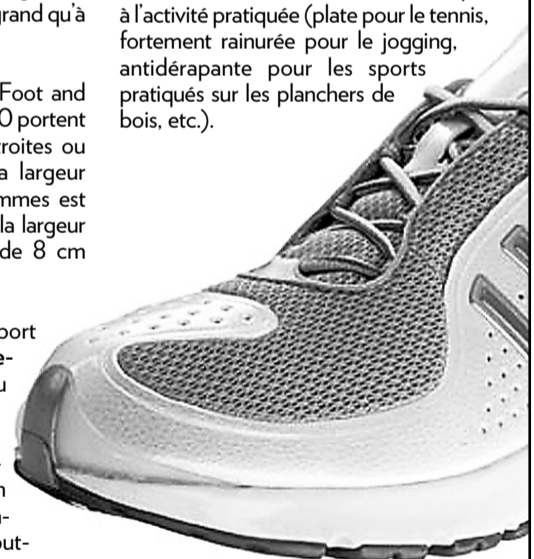 grand qu'à
Foot and
portent
roites ou
a largeur
mmes est
la largeur
de 8 cm
port
e-
u
n
-
out-
à l'activité pratiquée (plate pour le tennis,
fortement rainurée pour le jogging,
antidérapante pour les sports
pratiqués sur les planchers de
bois, etc.).